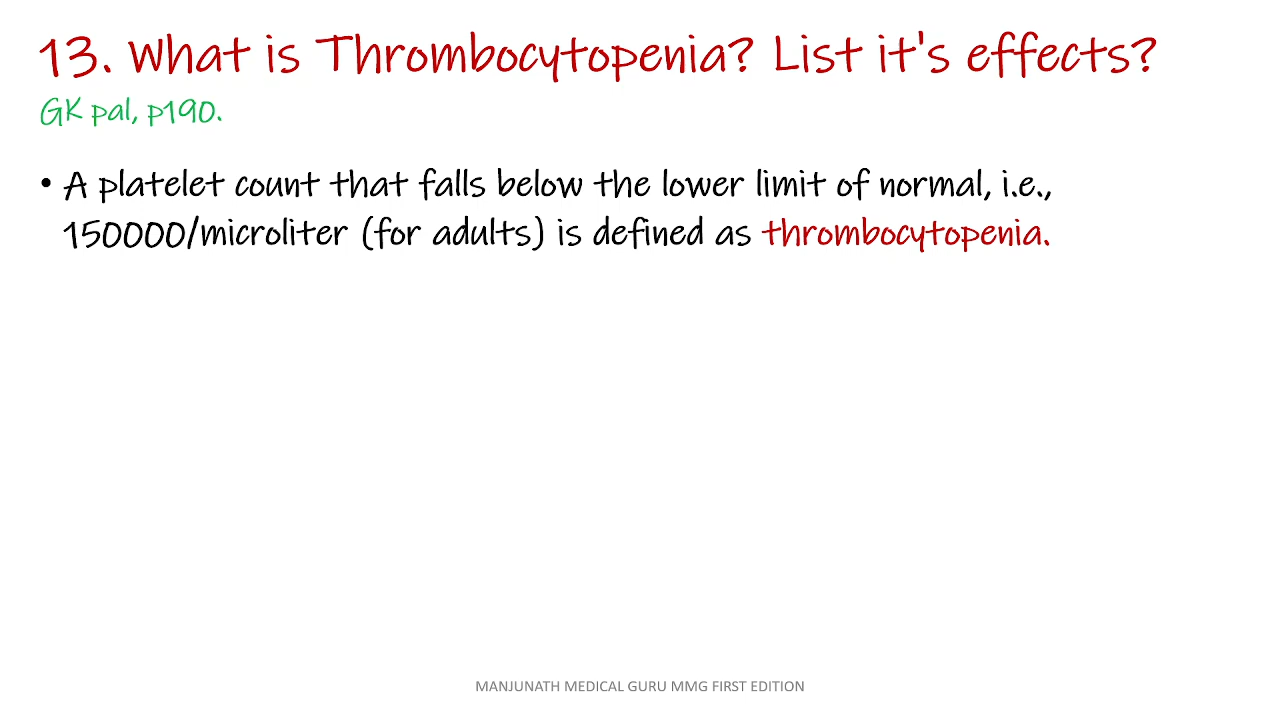 13. What is Thrombocytopenia? List it's effects?
GK pal, p190.
• A platelet count that falls below the lower limit of normal, i.e.,
150000/microliter (for adults) is defined as thrombocytopenia.
MANJUNATH MEDICAL GURU MMG FIRST EDITION